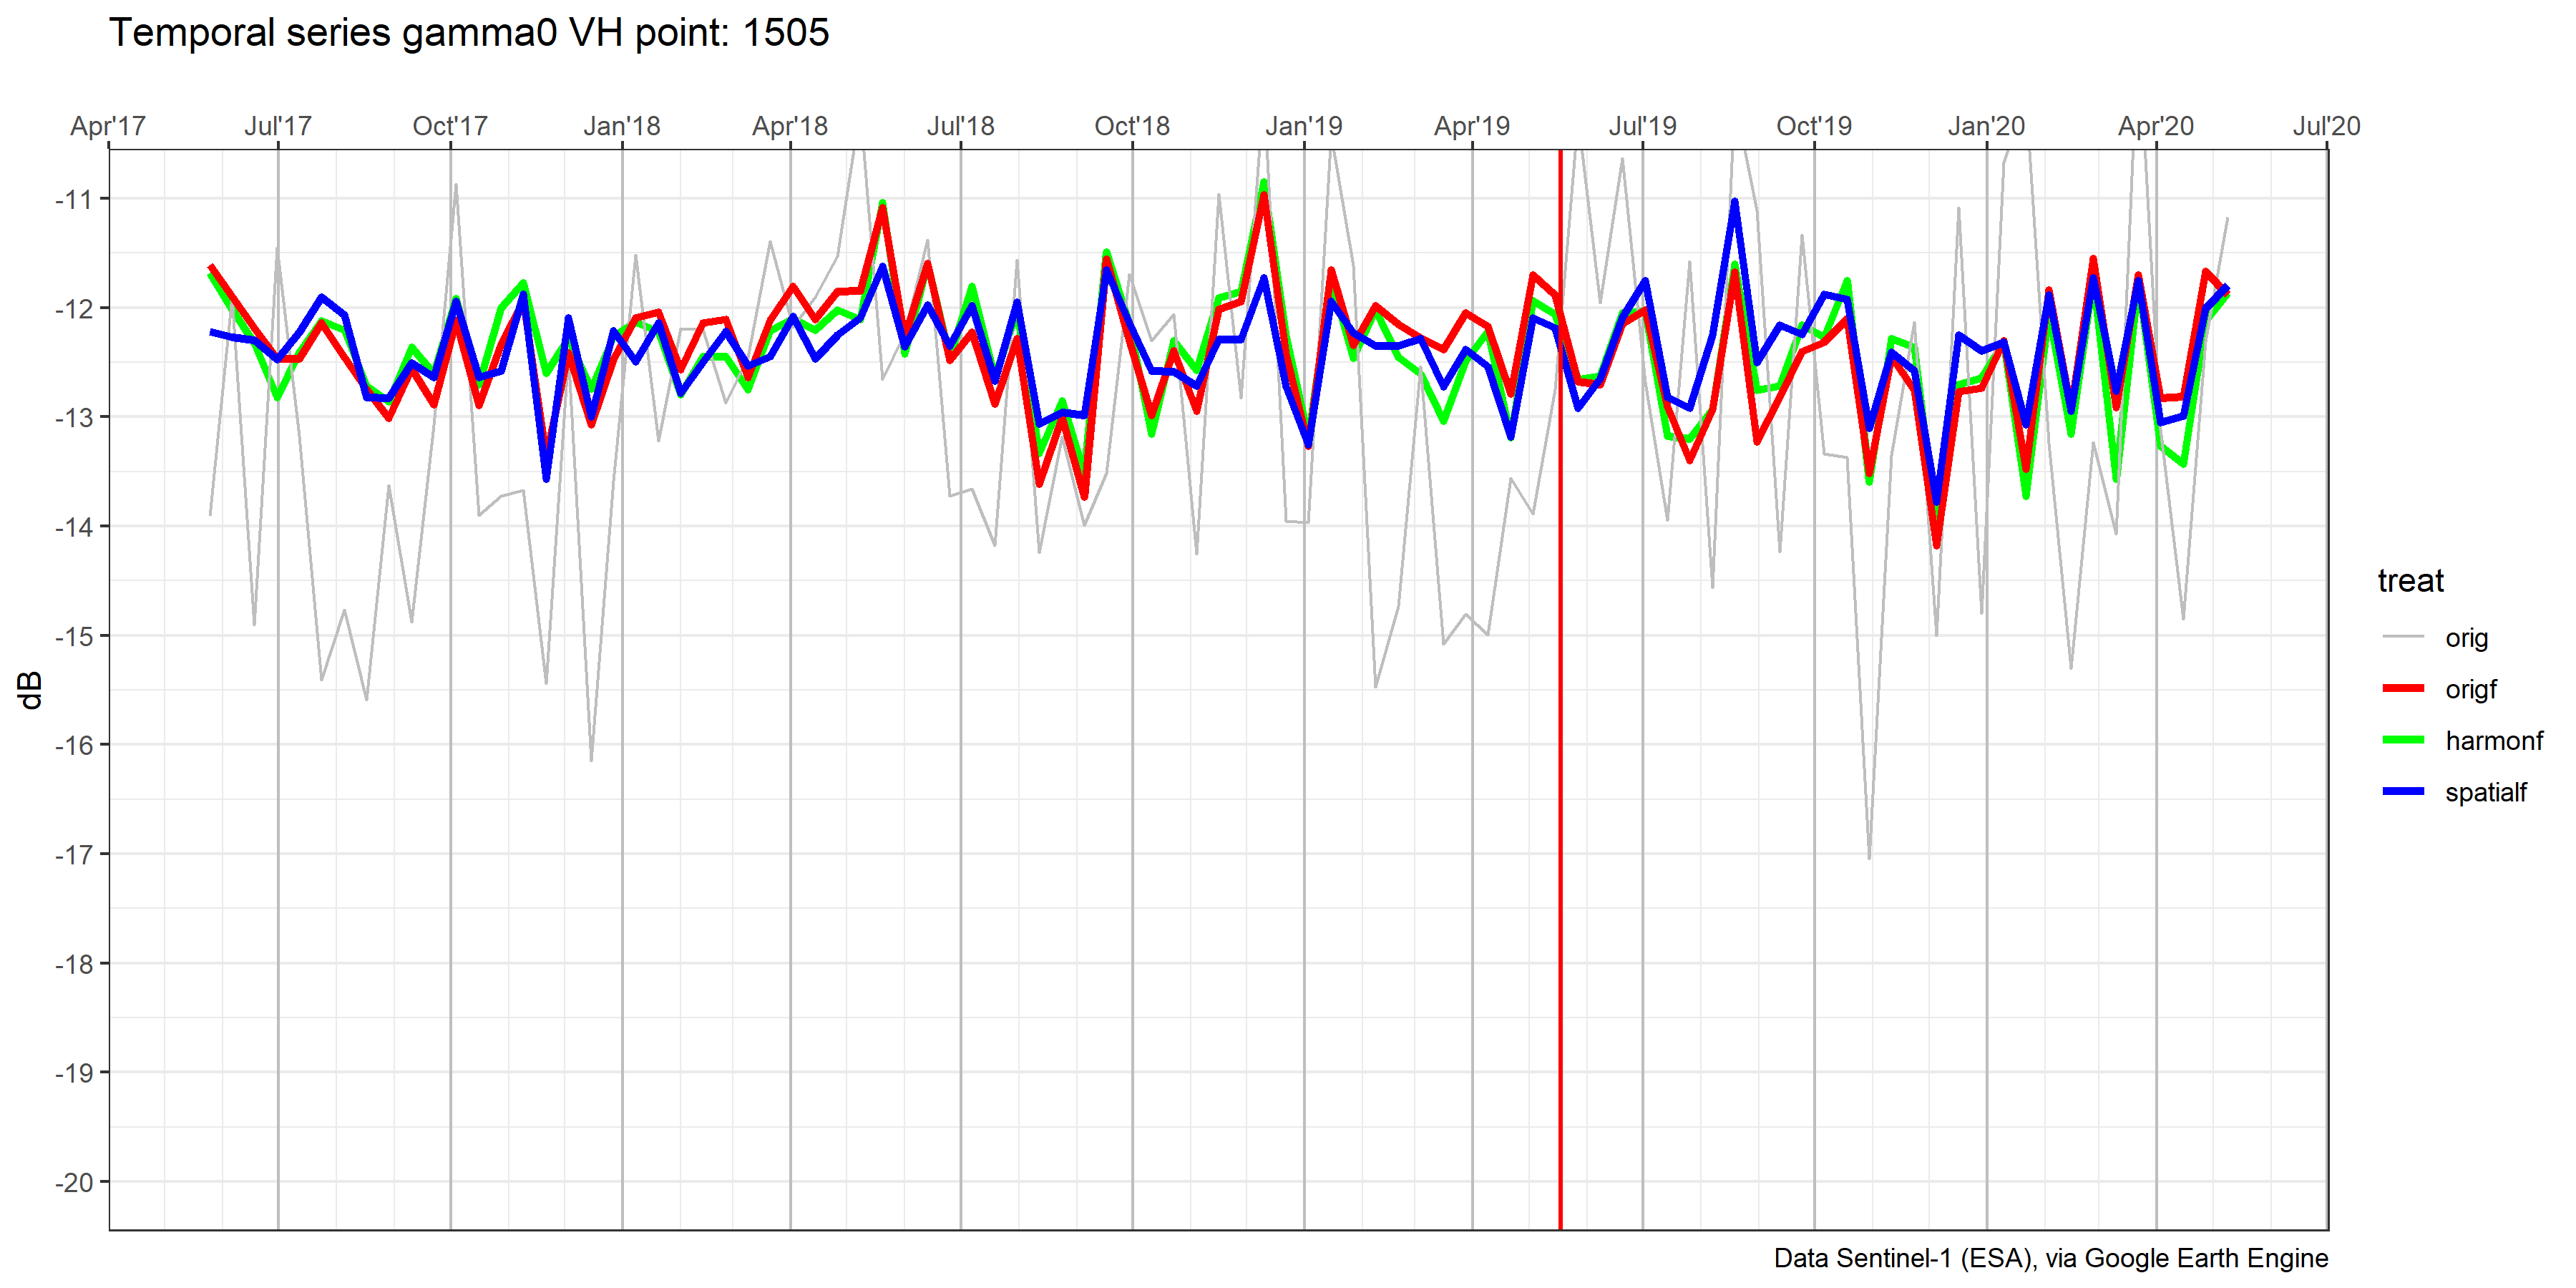 Temporal series gamma0 VH point: 1505
Apr'17 Jul'17 Oct'17 Jan'18 Apr'18 Jul'18 Oct'18 Jan'19 Apr'19 Jul'19 Oct'19 Jan'20 Apr'20 Jul'20
-11
-12
-13
-14
-15
-16
-17
-18
-19
-20
dB
treat
orig
origf
harmonf
spatialf
Data Sentinel-1 (ESA), via Google Earth Engine